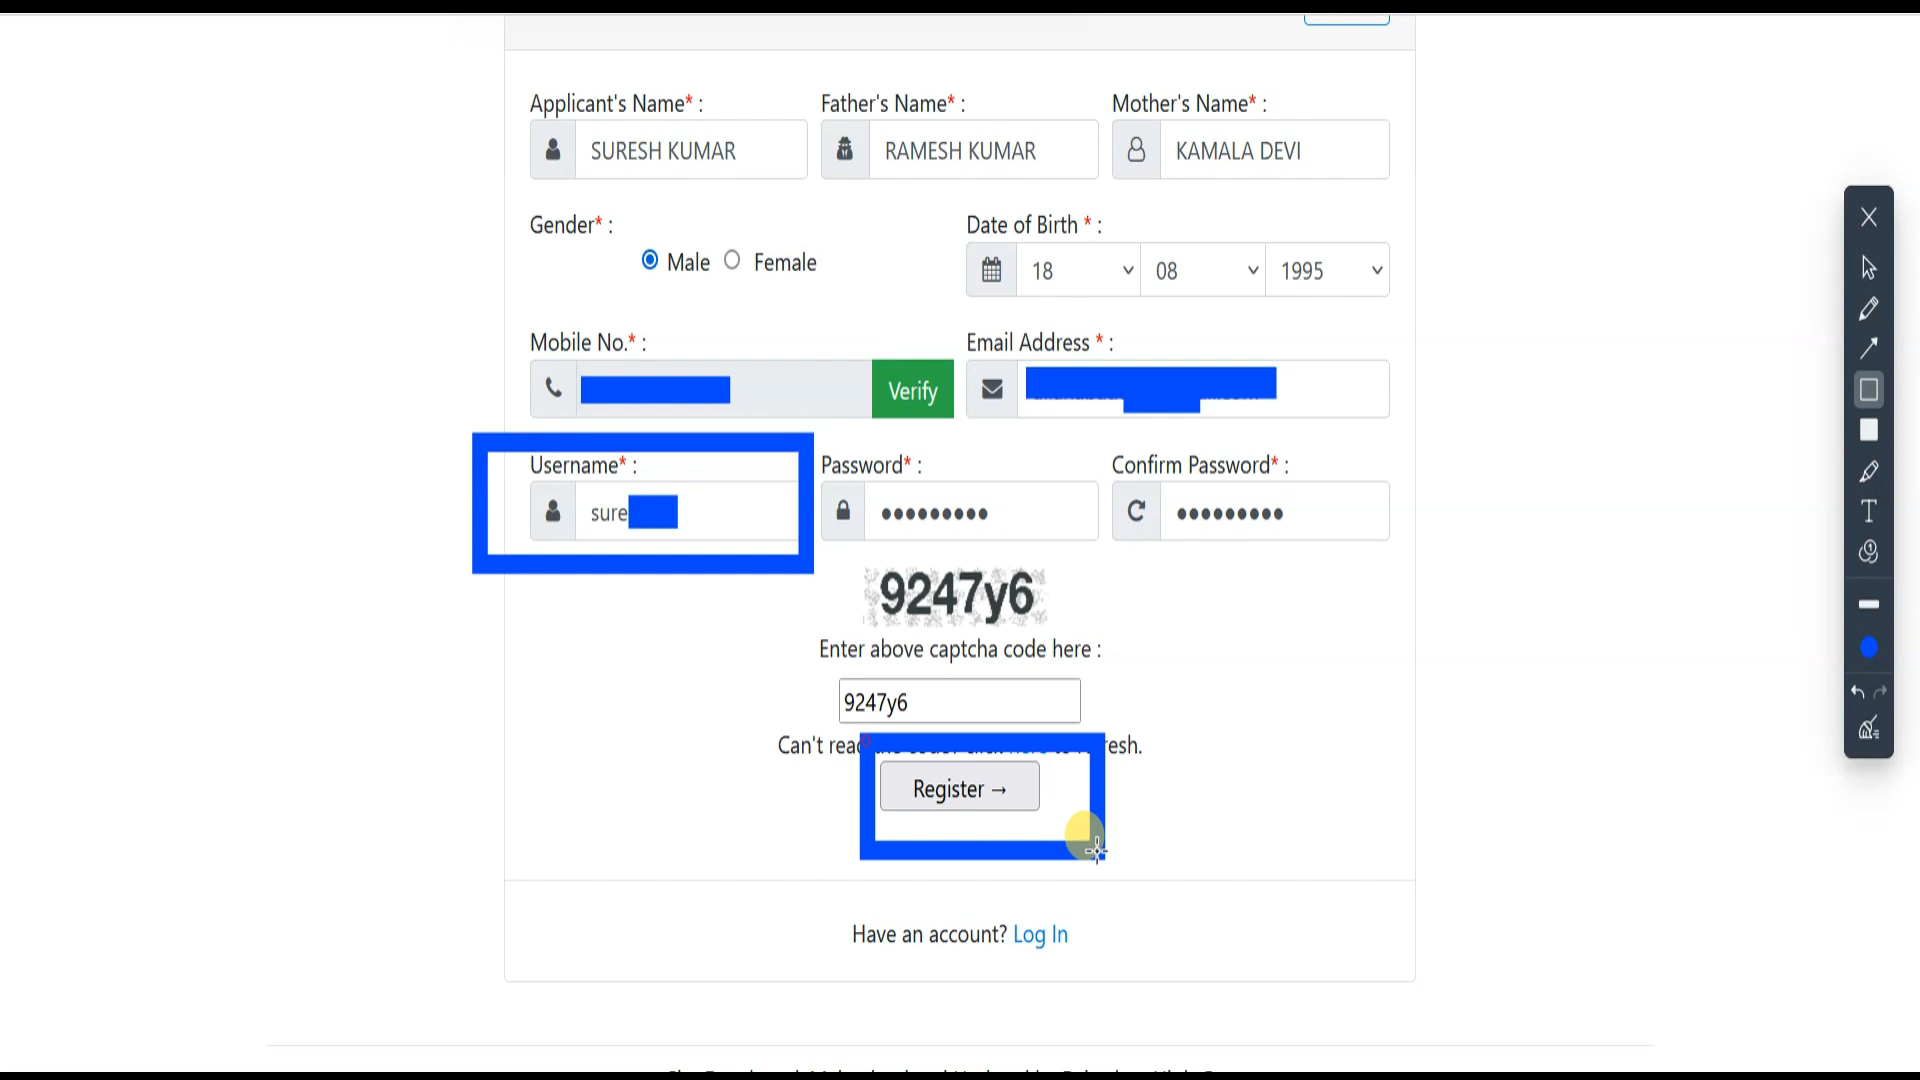 Applicant's Name* : Father's Name* : Mother's Name* :
SURESH KUMAR RAMESH KUMAR KAMALA DEVI
Gender* : Date of Birth * :
Male Female 18 08 1995
Mobile No.* : Email Address * :
Verify
Username* : Password* : Confirm Password* :
sure ●●●●●●●●● ●●●●●●●●●
9247y6
Enter above captcha code here :
9247y6
Can't resh.
Register →
Have an account? Log In